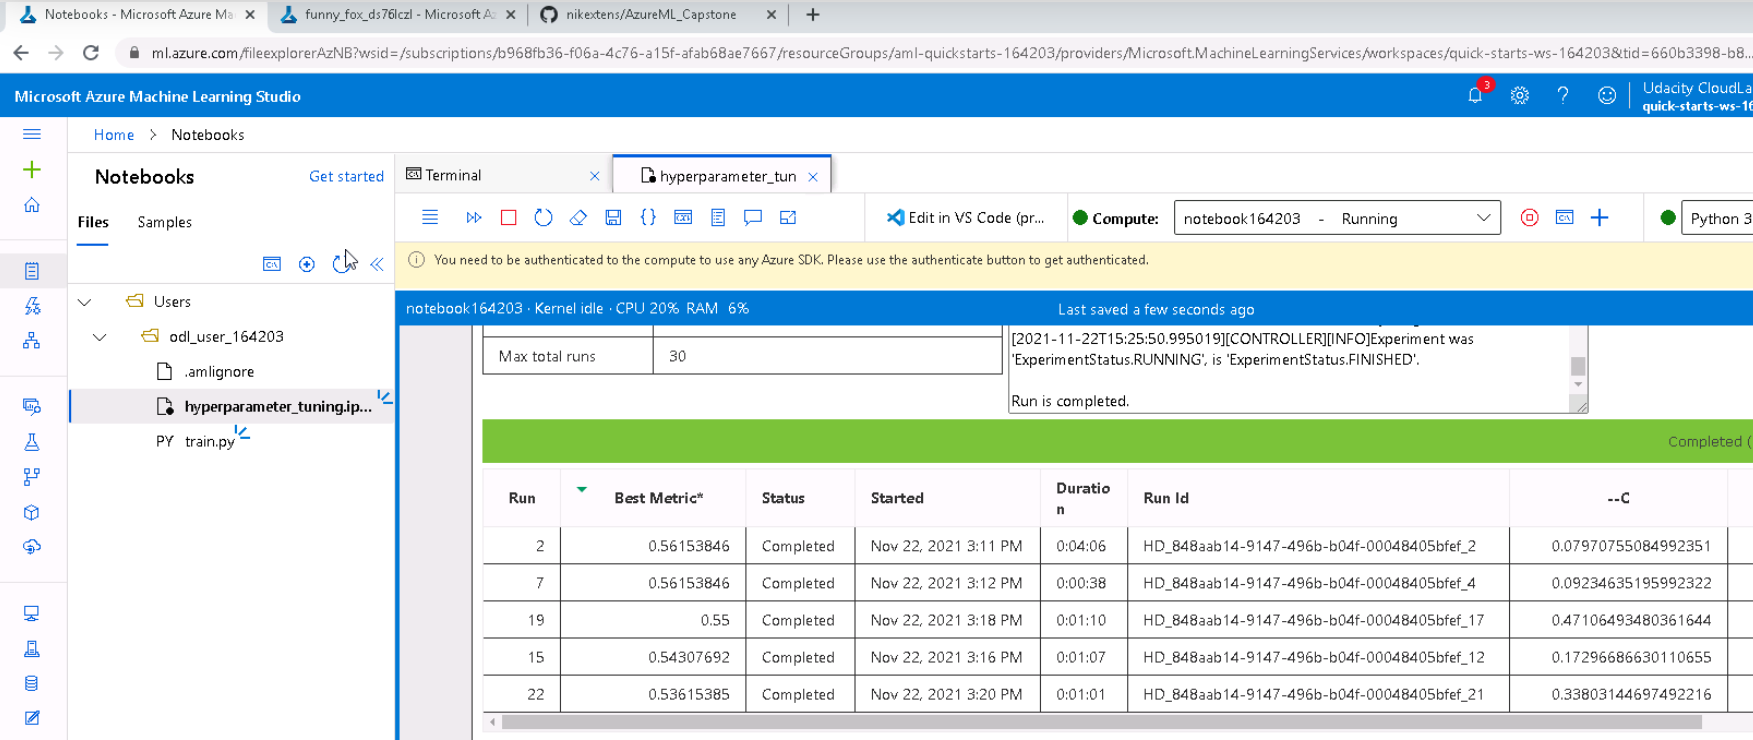 Notebooks - Microsoft Azure Ma
funny_fox_ds76lczl - Microsoft Az
nikextens/AzureML_Capstone
ml.azure.com/fileexplorerAzNB?wsid=/subscriptions/b968fb36-f06a-4c76-a15f-afab68ae7667/resourceGroups/aml-quickstarts-164203/providers/Microsoft.MachineLearningServices/workspaces/quick-starts-ws-164203&tid=660b3398-b8...
Microsoft Azure Machine Learning Studio
3
Udacity CloudLa
quick-starts-ws-16
Home > Notebooks
Notebooks
Get started
Files
Samples
Users
odl_user_164203
.amlignore
hyperparameter_tuning.ip...
PY train.py
Terminal
hyperparameter_tun
Edit in VS Code (pr...
Compute:
notebook164203 - Running
Python 3
You need to be authenticated to the compute to use any Azure SDK. Please use the authenticate button to get authenticated.
notebook164203 · Kernel idle · CPU 20% RAM 6%
Last saved a few seconds ago
Max total runs 30
[2021-11-22T15:25:50.995019][CONTROLLER][INFO]Experiment was
'ExperimentStatus.RUNNING', is 'ExperimentStatus.FINISHED'.
Run is completed.
Completed (
Run Best Metric* Status Started Duratio
n Run Id --C
2 0.56153846 Completed Nov 22, 2021 3:11 PM 0:04:06 HD_848aab14-9147-496b-b04f-00048405bfef_2 0.07970755084992351
7 0.56153846 Completed Nov 22, 2021 3:12 PM 0:00:38 HD_848aab14-9147-496b-b04f-00048405bfef_4 0.09234635195992322
19 0.55 Completed Nov 22, 2021 3:18 PM 0:01:10 HD_848aab14-9147-496b-b04f-00048405bfef_17 0.47106493480361644
15 0.54307692 Completed Nov 22, 2021 3:16 PM 0:01:07 HD_848aab14-9147-496b-b04f-00048405bfef_12 0.17296686630110655
22 0.53615385 Completed Nov 22, 2021 3:20 PM 0:01:01 HD_848aab14-9147-496b-b04f-00048405bfef_21 0.33803144697492216